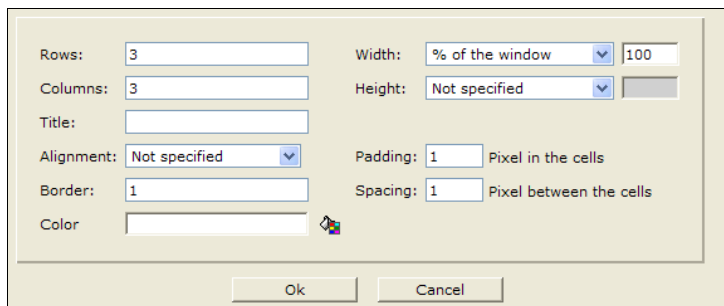 Rows: 3 Width: % of the window 100
Columns: 3 Height: Not specified
Title:
Alignment: Not specified Padding: 1 Pixel in the cells
Border: 1 Spacing: 1 Pixel between the cells
Color
Ok Cancel